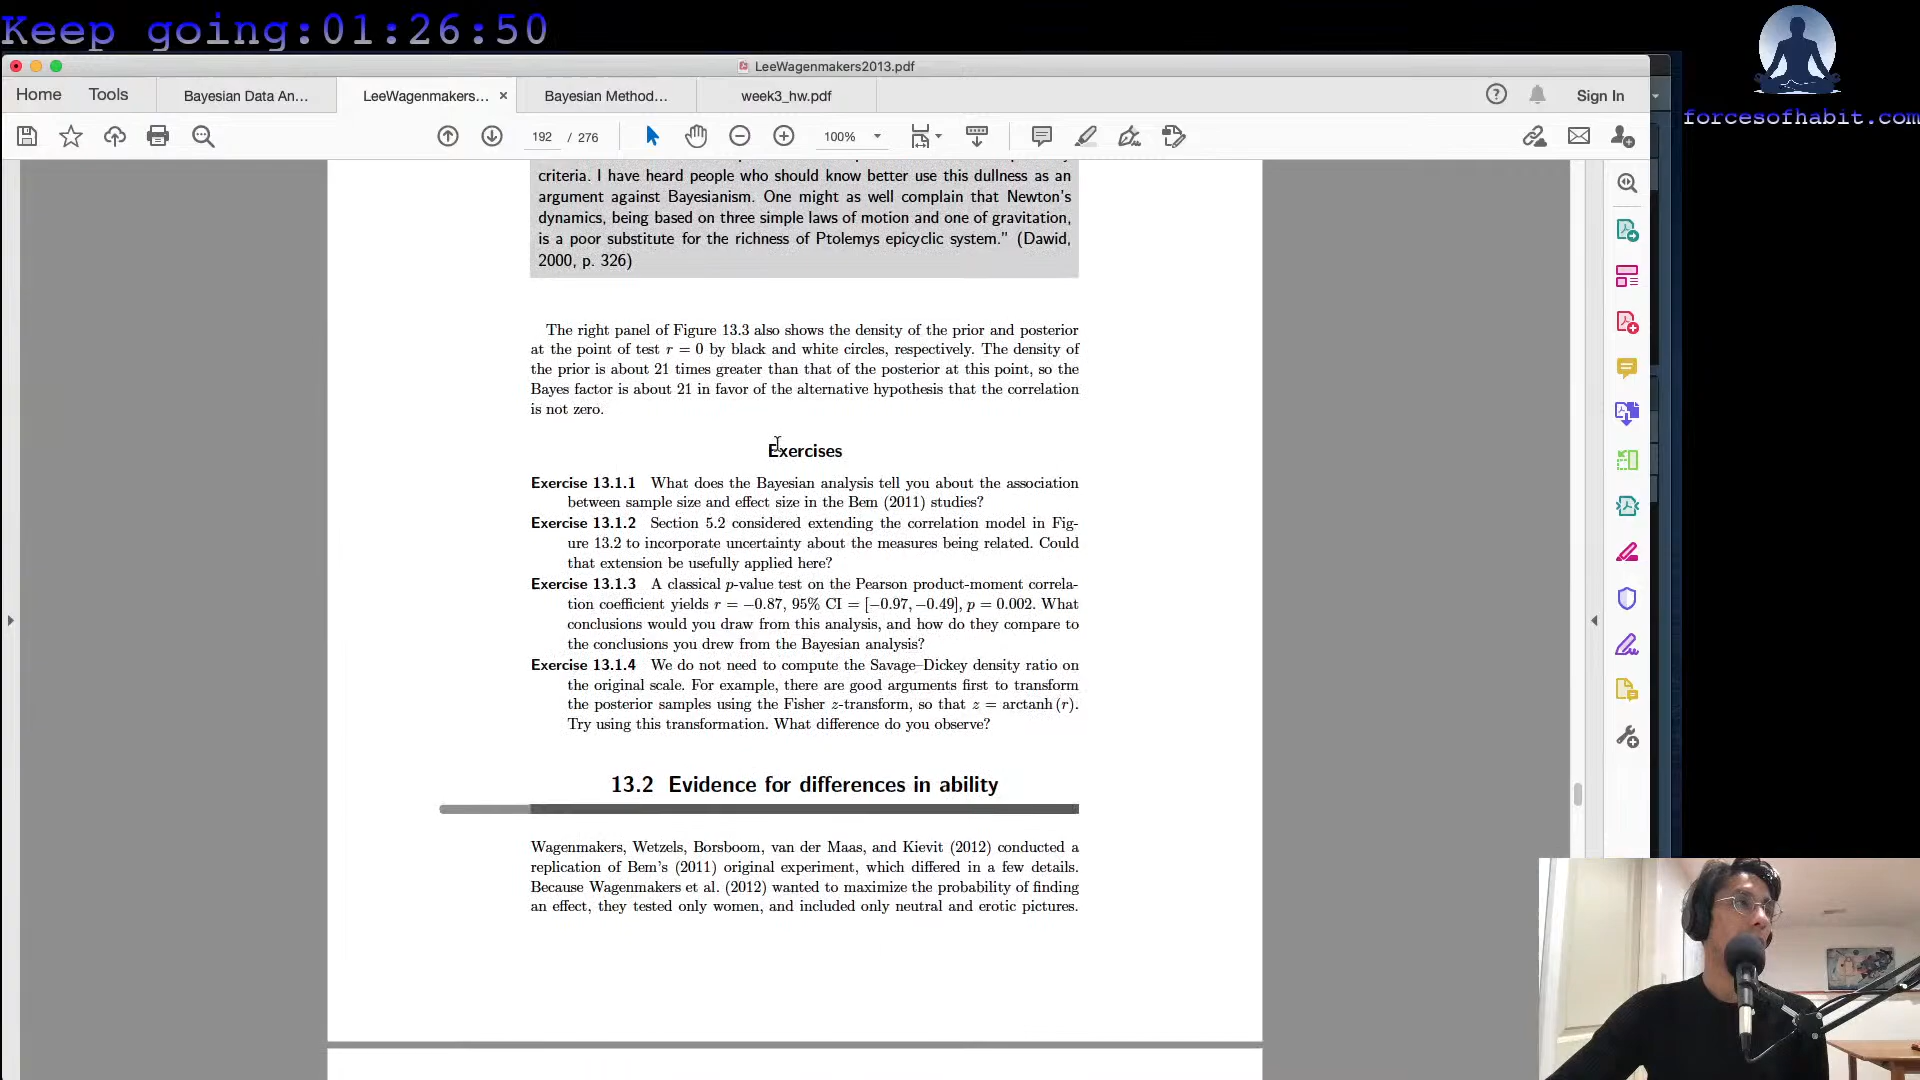 Keep going:01:26:50
forcesofhabit.com
LeeWagenmakers2013.pdf
Home
Tools
Bayesian Data An...
LeeWagenmakers...
Bayesian Method...
week3_hw.pdf
Sign In
192 / 276
100%
criteria. I have heard people who should know better use this dullness as an
argument against Bayesianism. One might as well complain that Newton's
dynamics, being based on three simple laws of motion and one of gravitation,
is a poor substitute for the richness of Ptolemys epicyclic system." (Dawid,
2000, p. 326)
The right panel of Figure 13.3 also shows the density of the prior and posterior
at the point of test r = 0 by black and white circles, respectively. The density of
the prior is about 21 times greater than that of the posterior at this point, so the
Bayes factor is about 21 in favor of the alternative hypothesis that the correlation
is not zero.
Exercises
Exercise 13.1.1 What does the Bayesian analysis tell you about the association
between sample size and effect size in the Bem (2011) studies?
Exercise 13.1.2 Section 5.2 considered extending the correlation model in Fig-
ure 13.2 to incorporate uncertainty about the measures being related. Could
that extension be usefully applied here?
Exercise 13.1.3 A classical p-value test on the Pearson product-moment correla-
tion coefficient yields r = −0.87, 95% CI = [−0.97, −0.49], p = 0.002. What
conclusions would you draw from this analysis, and how do they compare to
the conclusions you drew from the Bayesian analysis?
Exercise 13.1.4 We do not need to compute the Savage–Dickey density ratio on
the original scale. For example, there are good arguments first to transform
the posterior samples using the Fisher z-transform, so that z = arctanh (r).
Try using this transformation. What difference do you observe?
13.2 Evidence for differences in ability
Wagenmakers, Wetzels, Borsboom, van der Maas, and Kievit (2012) conducted a
replication of Bem's (2011) original experiment, which differed in a few details.
Because Wagenmakers et al. (2012) wanted to maximize the probability of finding
an effect, they tested only women, and included only neutral and erotic pictures.